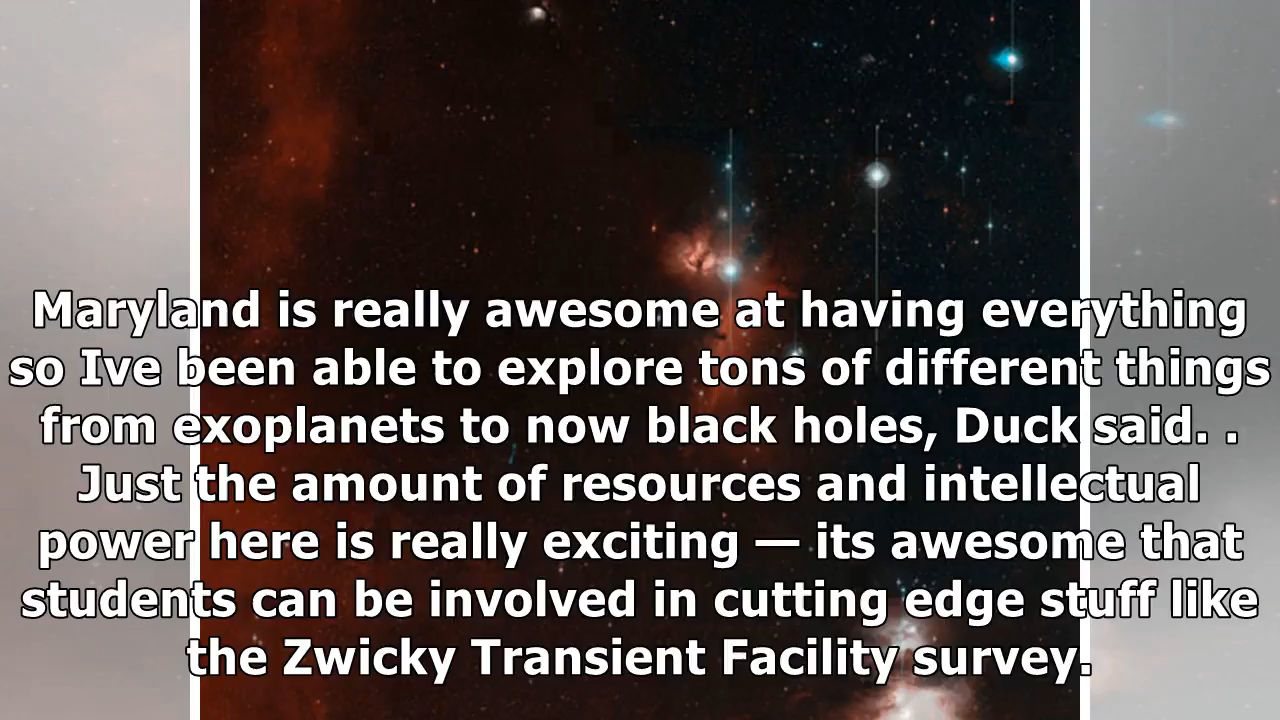 Maryland is really awesome at having everything
so Ive been able to explore tons of different things
from exoplanets to now black holes, Duck said. .
Just the amount of resources and intellectual
power here is really exciting — its awesome that
students can be involved in cutting edge stuff like
the Zwicky Transient Facility survey.